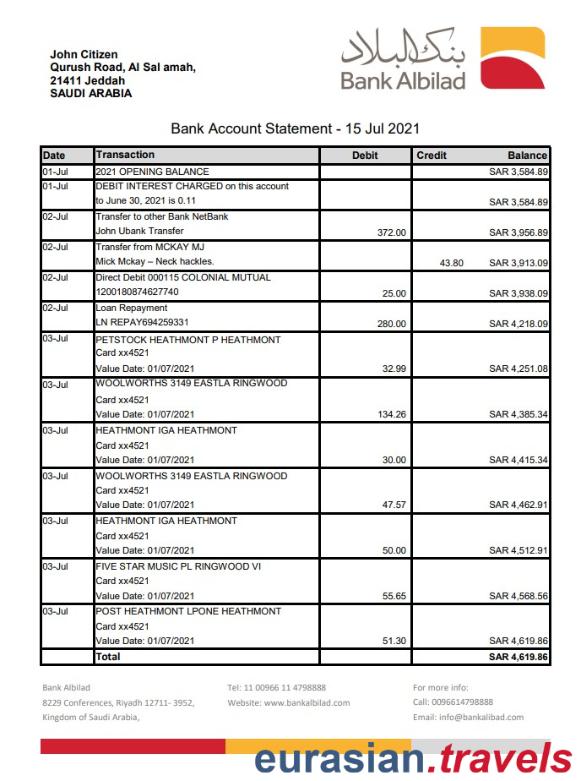 John Citizen
Qurush Road, Al Sal amah,
21411 Jeddah
SAUDI ARABIA
بنك البلاد
Bank Albilad
Bank Account Statement - 15 Jul 2021
Date Transaction Debit Credit Balance
01-Jul 2021 OPENING BALANCE SAR 3,584.89
01-Jul DEBIT INTEREST CHARGED on this account
to June 30, 2021 is 0.11 SAR 3,584.89
02-Jul Transfer to other Bank NetBank
John Ubank Transfer 372.00 SAR 3,956.89
02-Jul Transfer from MCKAY MJ
Mick Mckay – Neck hackles. 43.80 SAR 3,913.09
02-Jul Direct Debit 000115 COLONIAL MUTUAL
1200180874627740 25.00 SAR 3,938.09
02-Jul Loan Repayment
LN REPAY694259331 280.00 SAR 4,218.09
03-Jul PETSTOCK HEATHMONT P HEATHMONT
Card xx4521
Value Date: 01/07/2021 32.99 SAR 4,251.08
03-Jul WOOLWORTHS 3149 EASTLA RINGWOOD
Card xx4521
Value Date: 01/07/2021 134.26 SAR 4,385.34
03-Jul HEATHMONT IGA HEATHMONT
Card xx4521
Value Date: 01/07/2021 30.00 SAR 4,415.34
03-Jul WOOLWORTHS 3149 EASTLA RINGWOOD
Card xx4521
Value Date: 01/07/2021 47.57 SAR 4,462.91
03-Jul HEATHMONT IGA HEATHMONT
Card xx4521
Value Date: 01/07/2021 50.00 SAR 4,512.91
03-Jul FIVE STAR MUSIC PL RINGWOOD VI
Card xx4521
Value Date: 01/07/2021 55.65 SAR 4,568.56
03-Jul POST HEATHMONT LPONE HEATHMONT
Card xx4521
Value Date: 01/07/2021 51.30 SAR 4,619.86
Total SAR 4,619.86
Bank Albilad Tel: 11 00966 11 4798888 For more info:
8229 Conferences, Riyadh 12711- 3952, Website: www.bankalbilad.com Call: 0096614798888
Kingdom of Saudi Arabia, Email: info@bankalibad.com
eurasian.travels